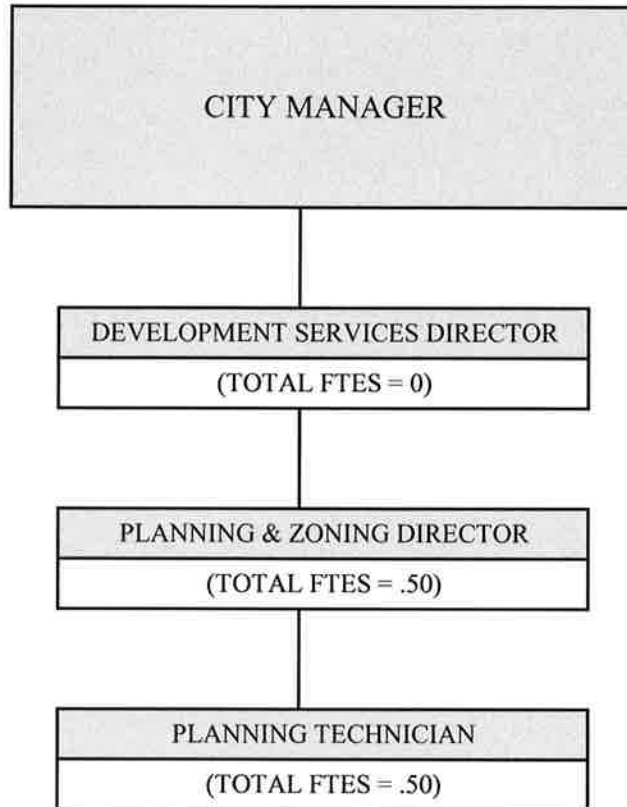 CITY MANAGER
DEVELOPMENT SERVICES DIRECTOR
(TOTAL FTES = 0)
PLANNING & ZONING DIRECTOR
(TOTAL FTES = .50)
PLANNING TECHNICIAN
(TOTAL FTES = .50)